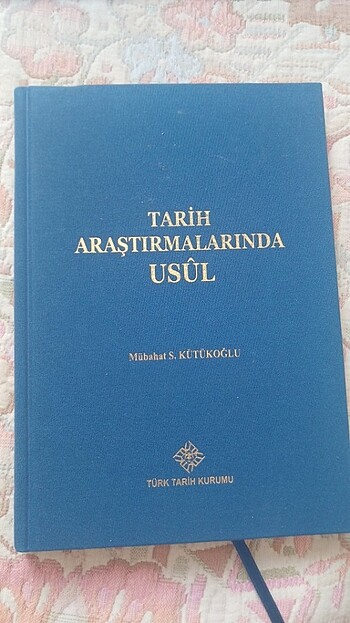 TARİH
ARAŞTIRMALARINDA
USÛL
Mübahat S. KÜTÜKOĞLU
TÜRK TARİH KURUMU